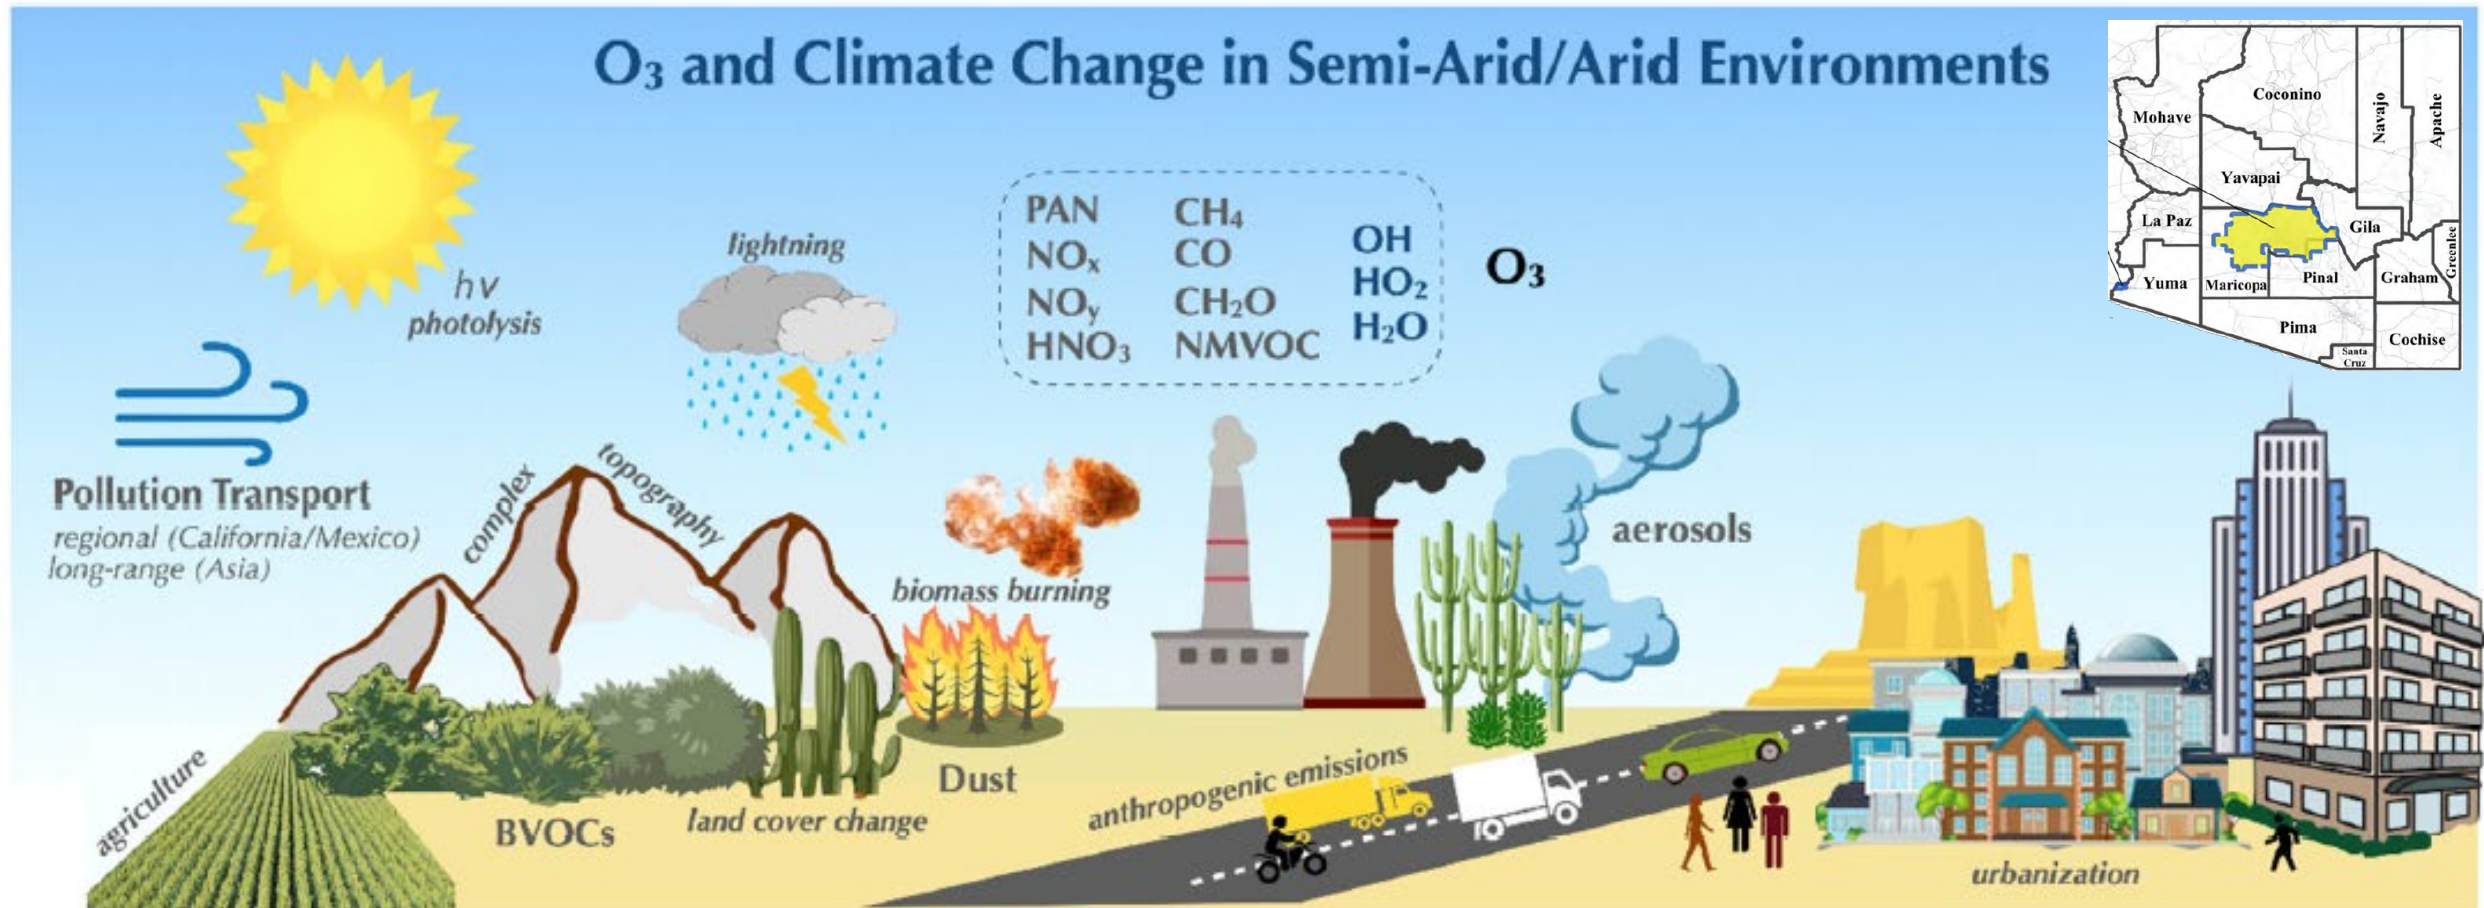 O₃ and Climate Change in Semi-Arid/Arid Environments
hν
photolysis
lightning
PAN
NOₓ
NOᵧ
HNO₃
CH₄
CO
CH₂O
NMVOC
OH
HO₂
H₂O
O₃
Pollution Transport
regional (California/Mexico)
long-range (Asia)
complex
topography
biomass burning
aerosols
agriculture
BVOCs
land cover change
Dust
anthropogenic emissions
urbanization
Mohave
Coconino
Navajo
Apache
Yavapai
La Paz
Gila
Yuma
Maricopa
Pinal
Graham
Greenlee
Pima
Cochise
Santa
Cruz